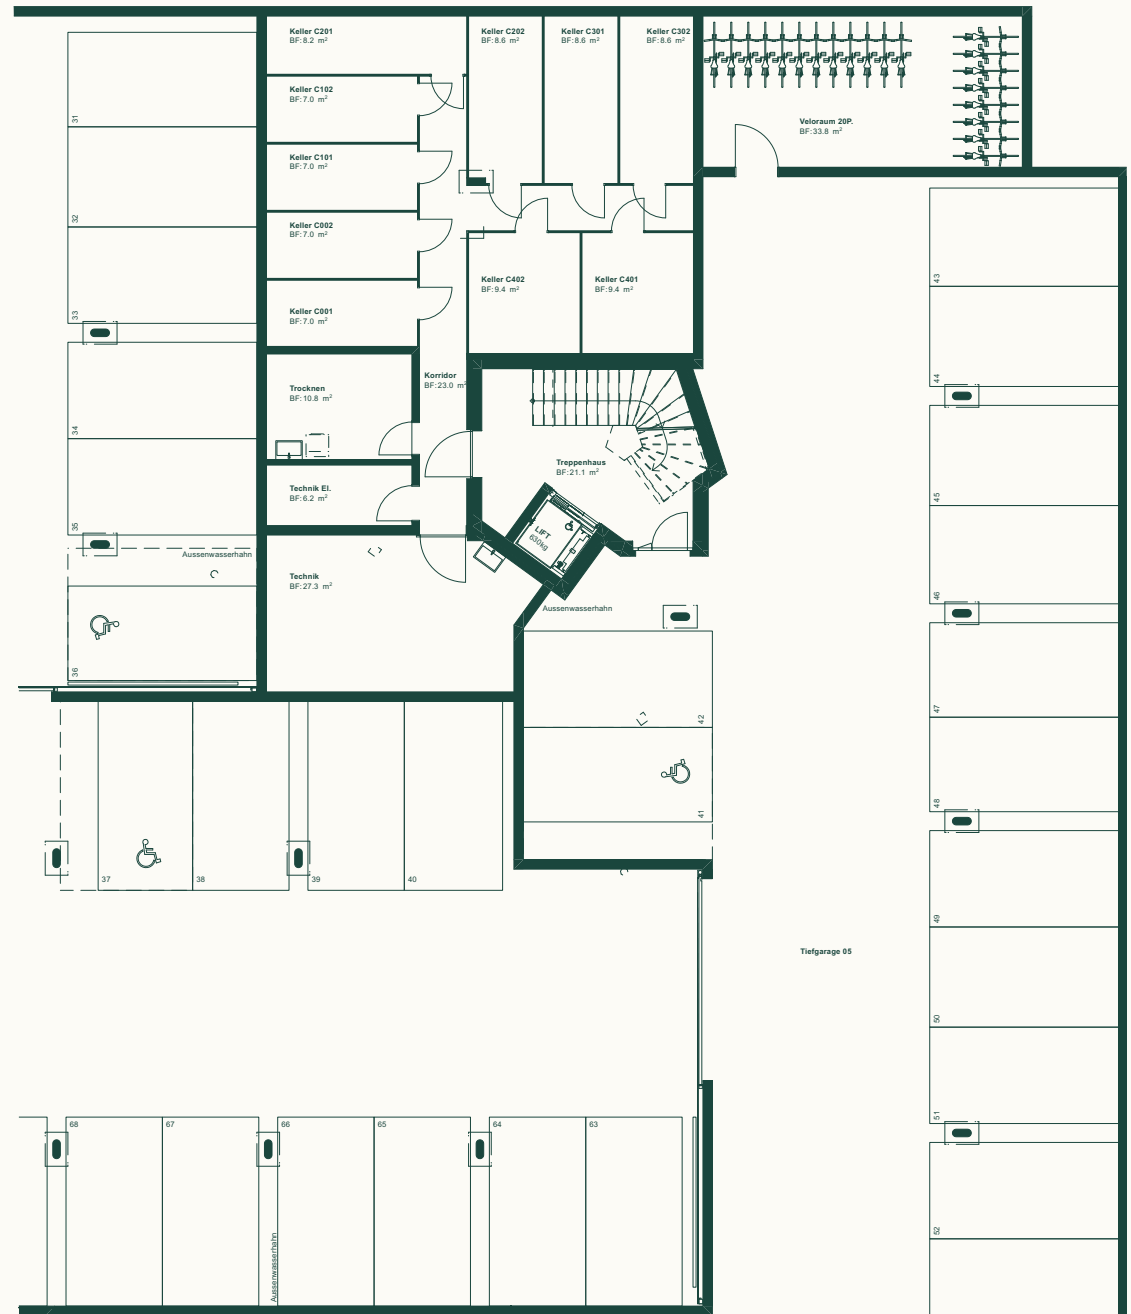 Keller C201
BF:8.2 m²
Keller C202
BF:8.6 m²
Keller C301
BF:8.6 m²
Keller C302
BF:8.6 m²
Keller C102
BF:7.0 m²
Veloraum 20P.
BF:33.8 m²
31
Keller C101
BF:7.0 m²
32
Keller C002
BF:7.0 m²
Keller C402
BF:9.4 m²
Keller C401
BF:9.4 m²
43
33
Keller C001
BF:7.0 m²
44
Korridor
BF:23.0 m²
Trocknen
BF:10.8 m²
34
Treppenhaus
BF:21.1 m²
Technik El.
BF:6.2 m²
45
35
LIFT
630kg
Aussenwasserhahn
Technik
BF:27.3 m²
46
Aussenwasserhahn
36
47
42
48
41
37
38
39
40
49
Tiefgarage 05
50
51
68
67
66
65
64
63
52
Aussenwasserhahn